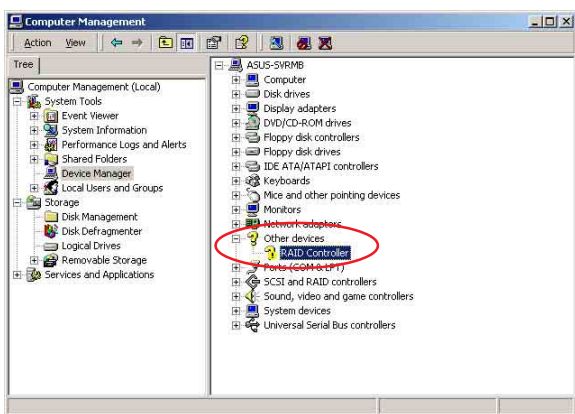 Computer Management
Action View
Tree
Computer Management (Local)
System Tools
Event Viewer
System Information
Performance Logs and Alerts
Shared Folders
Device Manager
Local Users and Groups
Storage
Disk Management
Disk Defragmenter
Logical Drives
Removable Storage
Services and Applications
ASUS-SVRMB
Computer
Disk drives
Display adapters
DVD/CD-ROM drives
Floppy disk controllers
Floppy disk drives
IDE ATA/ATAPI controllers
Keyboards
Mice and other pointing devices
Monitors
Network adapters
Other devices
RAID Controller
Ports (COM & LPT)
SCSI and RAID controllers
Sound, video and game controllers
System devices
Universal Serial Bus controllers